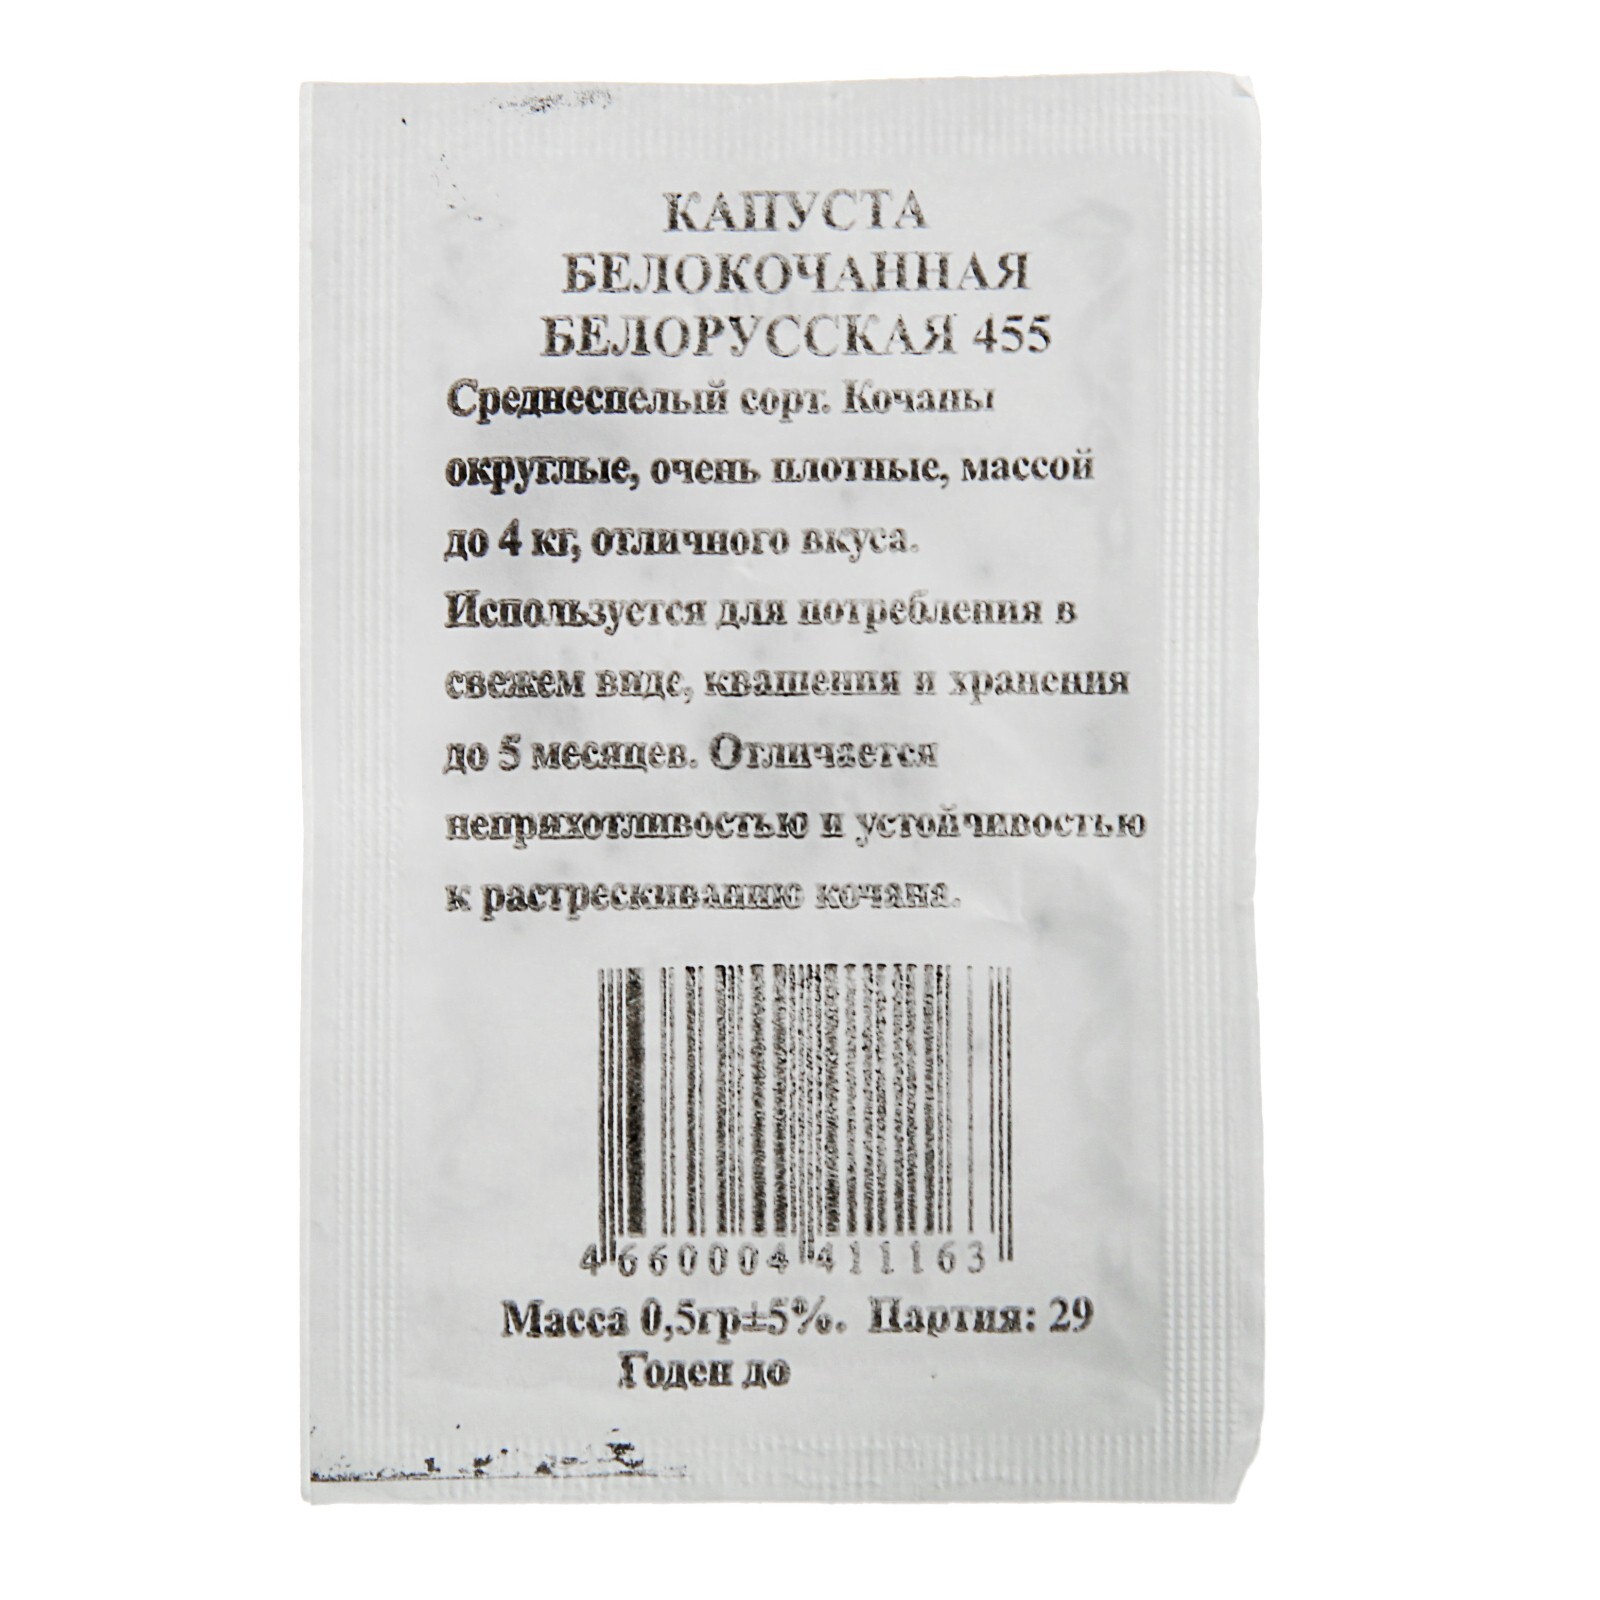 КАПУСТА
БЕЛОКОЧАННАЯ
БЕЛОРУССКАЯ 455
Среднеспелый сорт. Кочаны
округлые, очень плотные, массой
до 4 кг, отличного вкуса.
Используется для потребления в
свежем виде, квашения и хранения
до 5 месяцев. Отличается
неприхотливостью и устойчивостью
к растрескиванию кочана.
4 660004 411163
Масса 0,5гр±5%. Партия: 29
Годен до